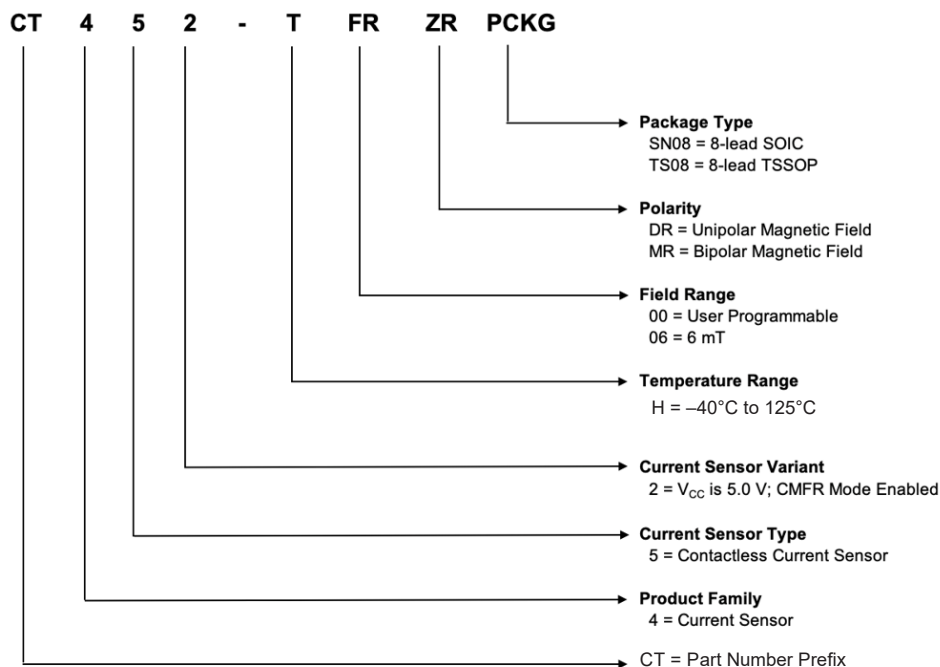 CT 4 5 2 - T FR ZR PCKG
Package Type
SN08 = 8-lead SOIC
TS08 = 8-lead TSSOP
Polarity
DR = Unipolar Magnetic Field
MR = Bipolar Magnetic Field
Field Range
00 = User Programmable
06 = 6 mT
Temperature Range
H = –40°C to 125°C
Current Sensor Variant
2 = VCC is 5.0 V; CMFR Mode Enabled
Current Sensor Type
5 = Contactless Current Sensor
Product Family
4 = Current Sensor
CT = Part Number Prefix